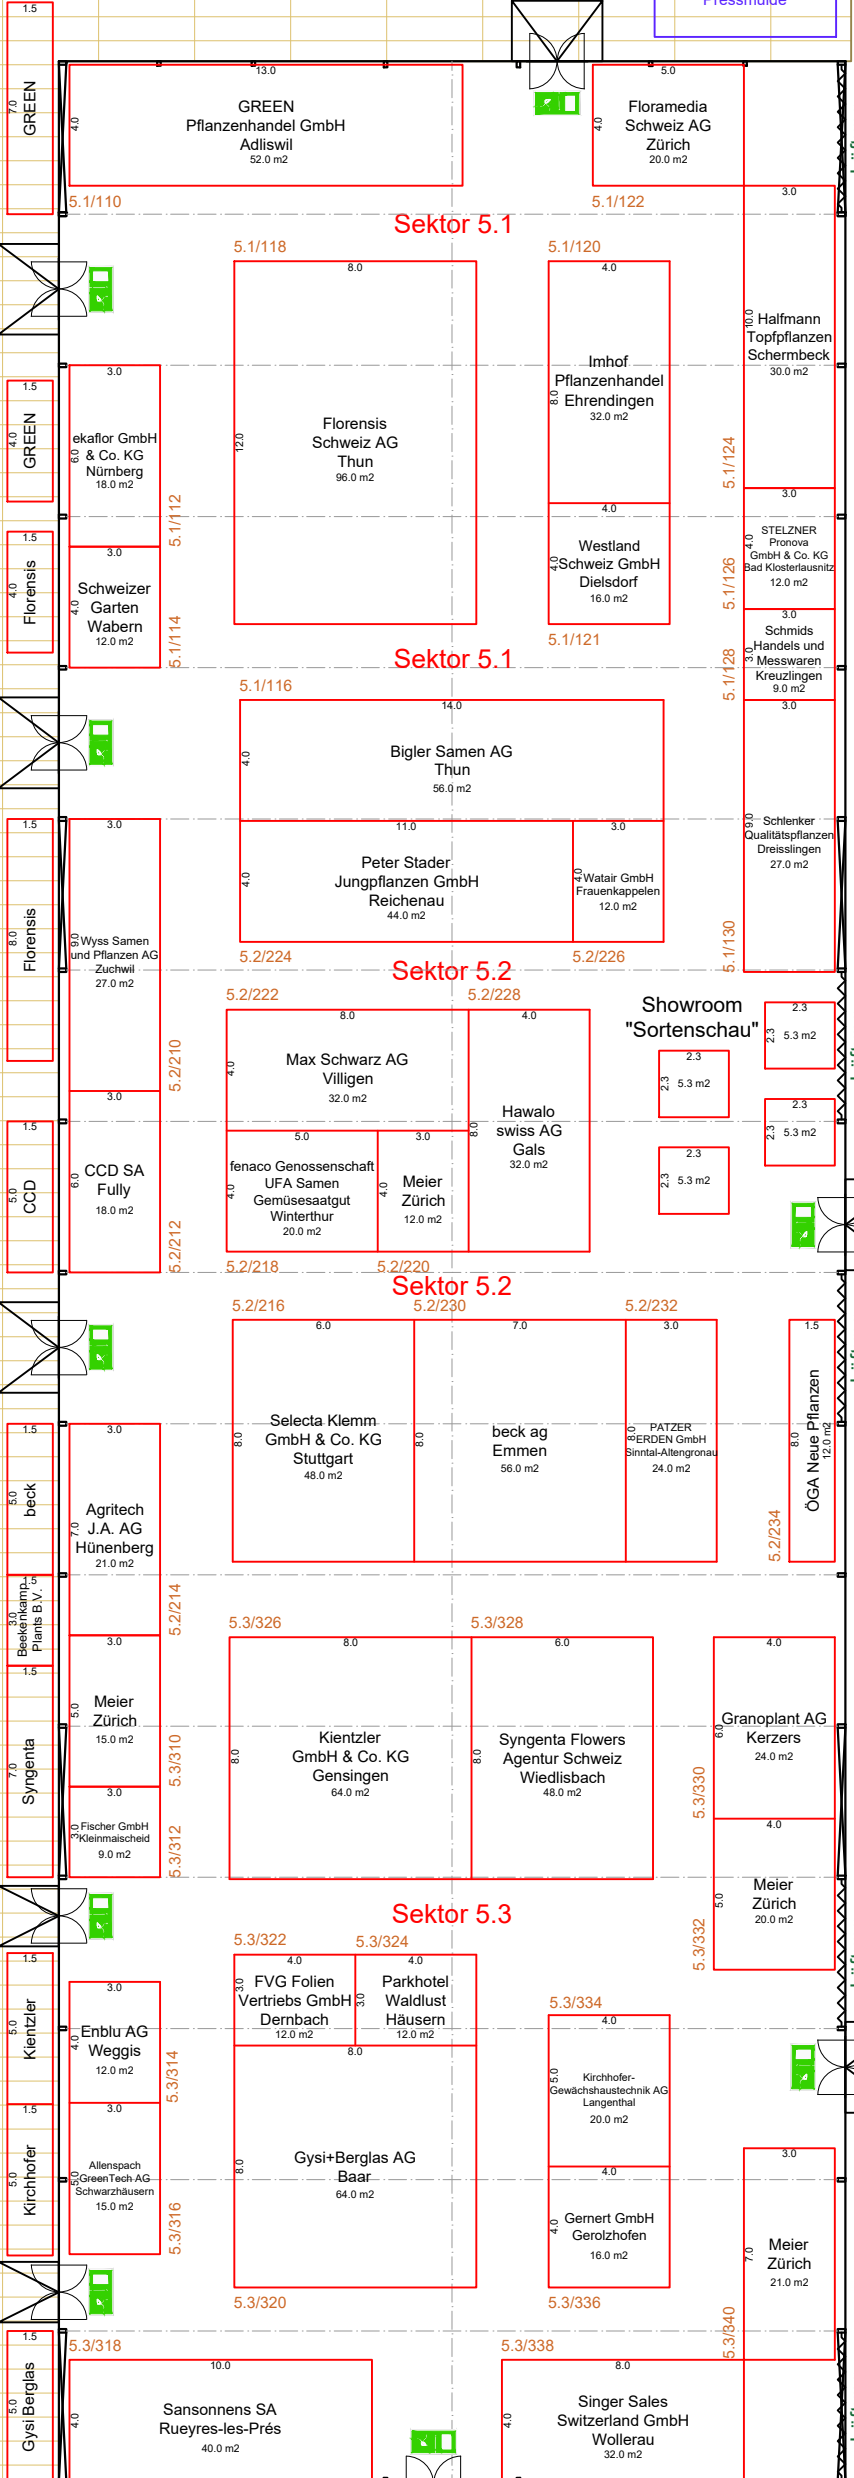 Pressmulde
1.5
7.0
GREEN
13.0
4.0
GREEN
Pflanzenhandel GmbH
Adliswil
52.0 m2
5.1/110
5.0
4.0
Floramedia
Schweiz AG
Zürich
20.0 m2
5.1/122
Sektor 5.1
5.1/118
8.0
12.0
Florensis
Schweiz AG
Thun
96.0 m2
5.1/120
4.0
8.0
Imhof
Pflanzenhandel
Ehrendingen
32.0 m2
3.0
10.0
Halfmann
Topfpflanzen
Schermbeck
30.0 m2
5.1/124
1.5
4.0
GREEN
3.0
6.0
ekaflor GmbH
& Co. KG
Nürnberg
18.0 m2
5.1/112
1.5
4.0
Florensis
3.0
4.0
Schweizer
Garten
Wabern
12.0 m2
5.1/114
4.0
4.0
Westland
Schweiz GmbH
Dielsdorf
16.0 m2
5.1/121
3.0
4.0
STELZNER
Pronova
GmbH & Co. KG
Bad Klosterlausnitz
12.0 m2
5.1/126
3.0
3.0
Schmids
Handels und
Messwaren
Kreuzlingen
9.0 m2
5.1/128
Sektor 5.1
5.1/116
14.0
4.0
Bigler Samen AG
Thun
56.0 m2
3.0
9.0
Schlenker
Qualitätspflanzen
Dreisslingen
27.0 m2
5.1/130
11.0
4.0
Peter Stader
Jungpflanzen GmbH
Reichenau
44.0 m2
5.2/224
3.0
4.0
Watair GmbH
Frauenkappelen
12.0 m2
5.2/226
1.5
8.0
Florensis
3.0
9.0
Wyss Samen
und Pflanzen AG
Zuchwil
27.0 m2
5.2/210
Sektor 5.2
5.2/222
8.0
4.0
Max Schwarz AG
Villigen
32.0 m2
5.2/228
4.0
8.0
Hawalo
swiss AG
Gals
32.0 m2
Showroom
"Sortenschau"
2.3
2.3
5.3 m2
2.3
2.3
5.3 m2
2.3
2.3
5.3 m2
2.3
2.3
5.3 m2
1.5
5.0
CCD
3.0
6.0
CCD SA
Fully
18.0 m2
5.2/212
5.0
4.0
fenaco Genossenschaft
UFA Samen
Gemüsesaatgut
Winterthur
20.0 m2
5.2/218
3.0
4.0
Meier
Zürich
12.0 m2
5.2/220
Sektor 5.2
5.2/216
6.0
8.0
Selecta Klemm
GmbH & Co. KG
Stuttgart
48.0 m2
5.2/230
7.0
8.0
beck ag
Emmen
56.0 m2
5.2/232
3.0
8.0
PATZER
ERDEN GmbH
Sinntal-Altengronau
24.0 m2
1.5
8.0
ÖGA Neue Pflanzen
12.0 m2
5.2/234
1.5
5.0
beck
3.0
7.0
Agritech
J.A. AG
Hünenberg
21.0 m2
5.2/214
1.5
3.0
Beekenkamp
Plants B.V.
1.5
7.0
Syngenta
3.0
5.0
Meier
Zürich
15.0 m2
5.3/310
3.0
3.0
Fischer GmbH
Kleinmaischeid
9.0 m2
5.3/312
5.3/326
8.0
8.0
Kientzler
GmbH & Co. KG
Gensingen
64.0 m2
5.3/328
6.0
8.0
Syngenta Flowers
Agentur Schweiz
Wiedlisbach
48.0 m2
4.0
6.0
Granoplant AG
Kerzers
24.0 m2
5.3/330
4.0
5.0
Meier
Zürich
20.0 m2
5.3/332
Sektor 5.3
1.5
5.0
Kientzler
3.0
4.0
Enblu AG
Weggis
12.0 m2
5.3/314
5.3/322
4.0
3.0
FVG Folien
Vertriebs GmbH
Dernbach
12.0 m2
5.3/324
4.0
3.0
Parkhotel
Waldlust
Häusern
12.0 m2
5.3/334
4.0
5.0
Kirchhofer-
Gewächshaustechnik AG
Langenthal
20.0 m2
1.5
5.0
Kirchhofer
3.0
5.0
Allenspach
GreenTech AG
Schwarzhäusern
15.0 m2
5.3/316
8.0
8.0
Gysi+Berglas AG
Baar
64.0 m2
5.3/320
4.0
4.0
Gernert GmbH
Gerolzhofen
16.0 m2
5.3/336
3.0
7.0
Meier
Zürich
21.0 m2
5.3/340
1.5
5.0
Gysi Berglas
5.3/318
10.0
4.0
Sansonnens SA
Rueyres-les-Prés
40.0 m2
5.3/338
8.0
4.0
Singer Sales
Switzerland GmbH
Wollerau
32.0 m2